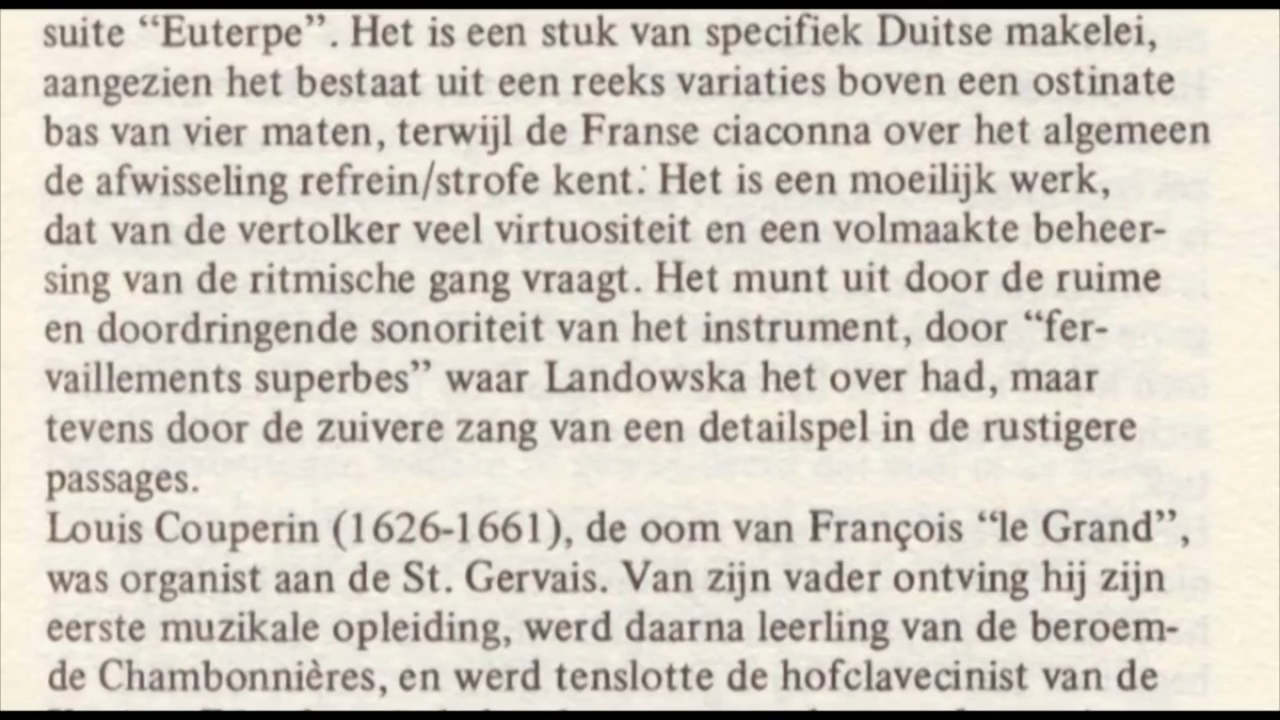 suite “Euterpe”. Het is een stuk van specifiek Duitse makelei,
aangezien het bestaat uit een reeks variaties boven een ostinate
bas van vier maten, terwijl de Franse ciaconna over het algemeen
de afwisseling refrein/strofe kent. Het is een moeilijk werk,
dat van de vertolker veel virtuositeit en een volmaakte beheer-
sing van de ritmische gang vraagt. Het munt uit door de ruime
en doordringende sonoriteit van het instrument, door “fer-
vaillements superbes” waar Landowska het over had, maar
tevens door de zuivere zang van een detailspel in de rustigere
passages.
Louis Couperin (1626-1661), de oom van François “le Grand”,
was organist aan de St. Gervais. Van zijn vader ontving hij zijn
eerste muzikale opleiding, werd daarna leerling van de beroem-
de Chambonnières, en werd tenslotte de hofclavecinist van de